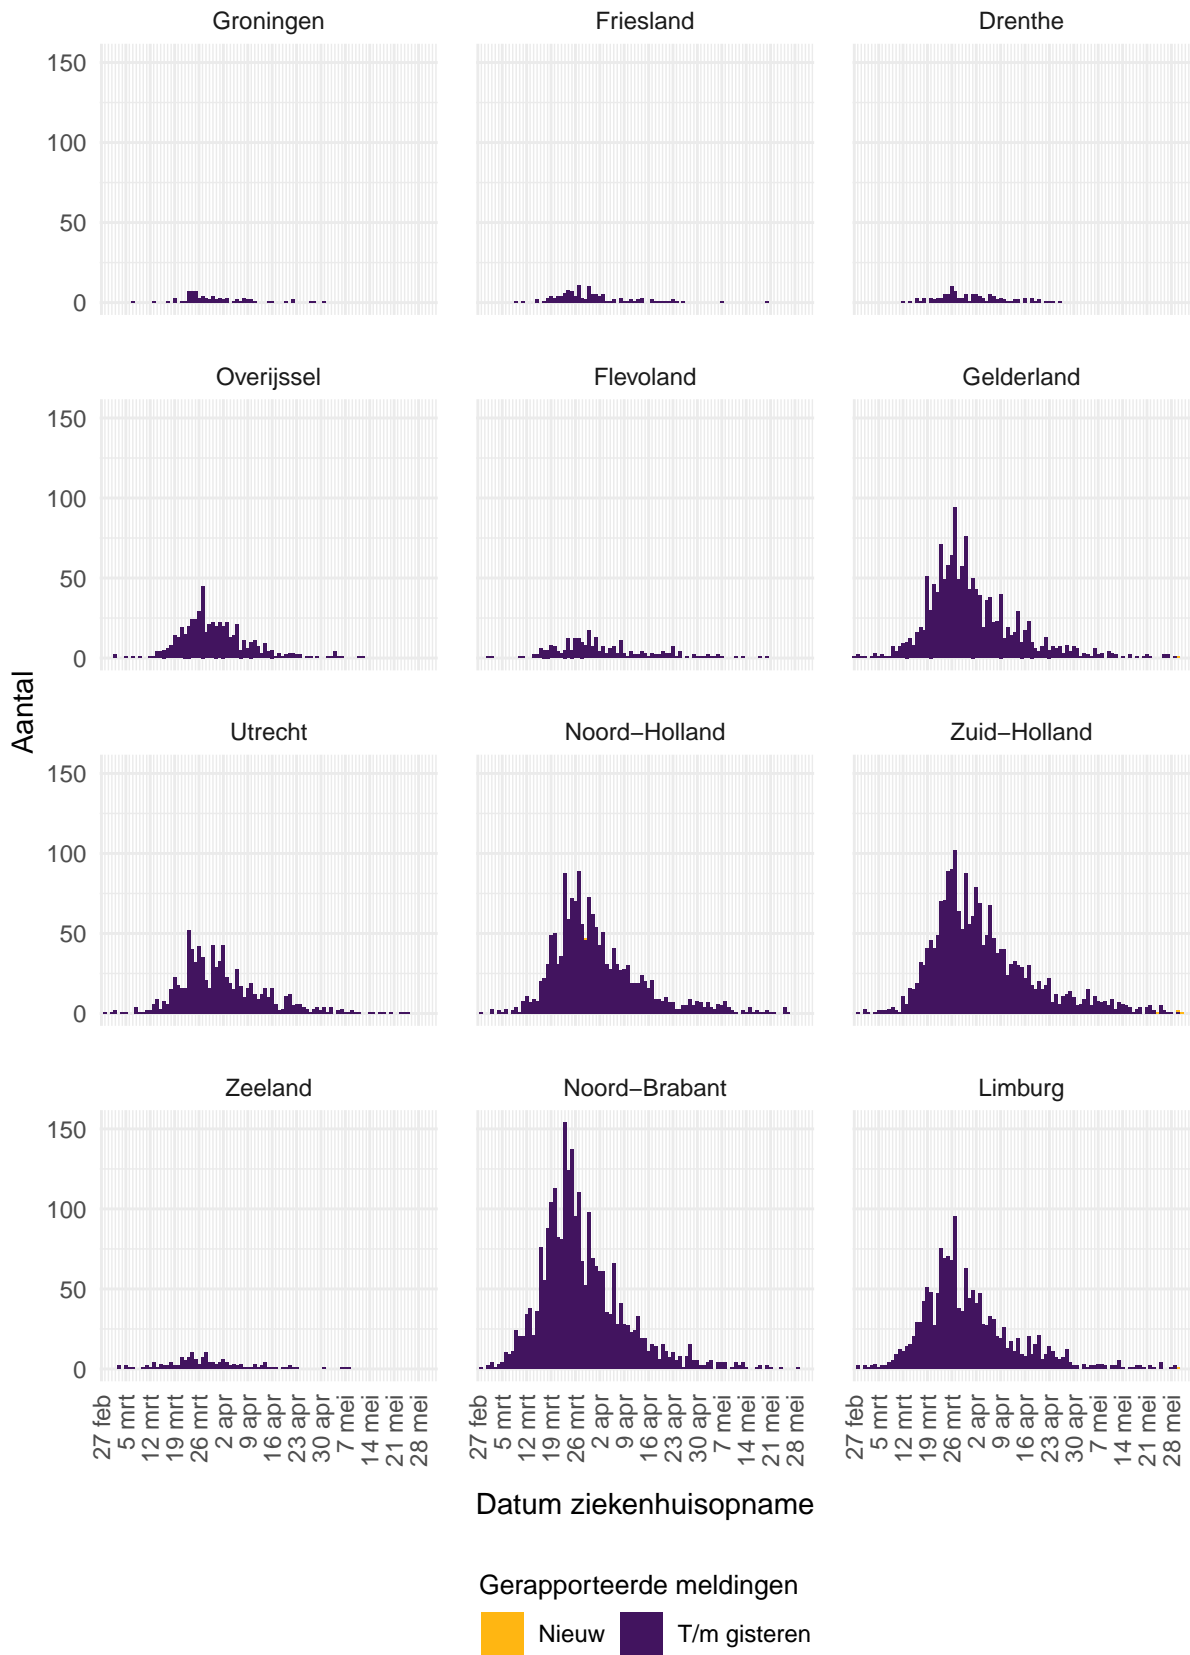 Groningen Friesland Drenthe
150
100
50
0
Overijssel Flevoland Gelderland
150
100
50
0
Aantal
Utrecht Noord−Holland Zuid−Holland
150
100
50
0
Zeeland Noord−Brabant Limburg
150
100
50
0
27 feb 5 mrt 12 mrt 19 mrt 26 mrt 2 apr 9 apr 16 apr 23 apr 30 apr 7 mei 14 mei 21 mei 28 mei
27 feb 5 mrt 12 mrt 19 mrt 26 mrt 2 apr 9 apr 16 apr 23 apr 30 apr 7 mei 14 mei 21 mei 28 mei
27 feb 5 mrt 12 mrt 19 mrt 26 mrt 2 apr 9 apr 16 apr 23 apr 30 apr 7 mei 14 mei 21 mei 28 mei
Datum ziekenhuisopname
Gerapporteerde meldingen
Nieuw T/m gisteren